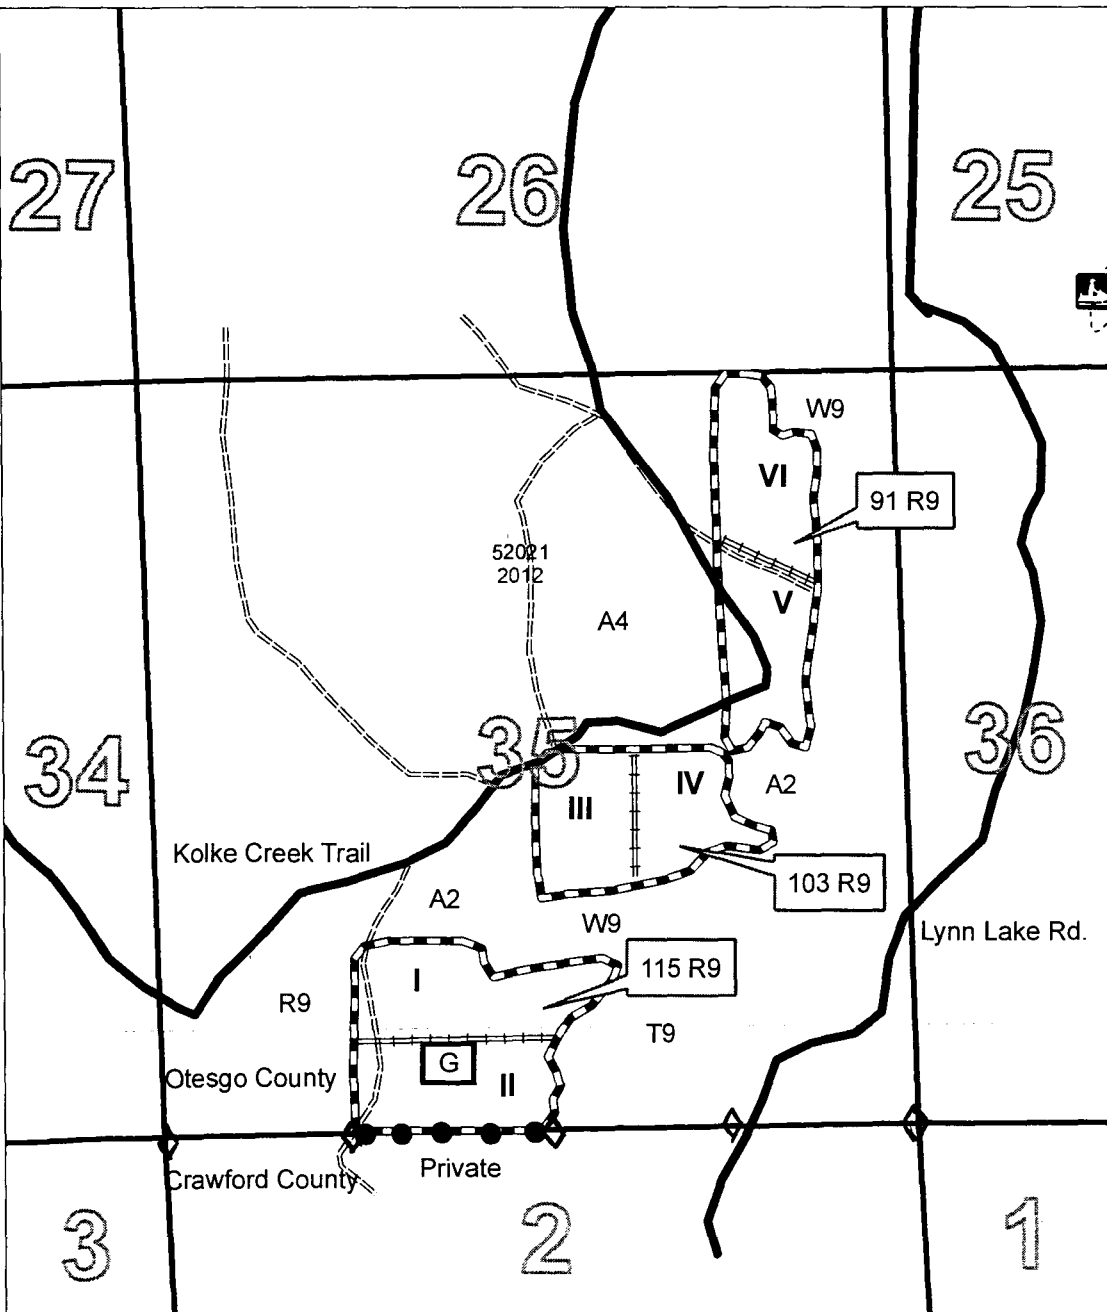 27
26
25
W9
VI
91 R9
52021
2012
V
A4
34
35
36
IV
A2
III
Kolke Creek Trail
103 R9
A2
W9
Lynn Lake Rd.
115 R9
I
R9
T9
G
Otesgo County
II
Private
Crawford County
3
2
1